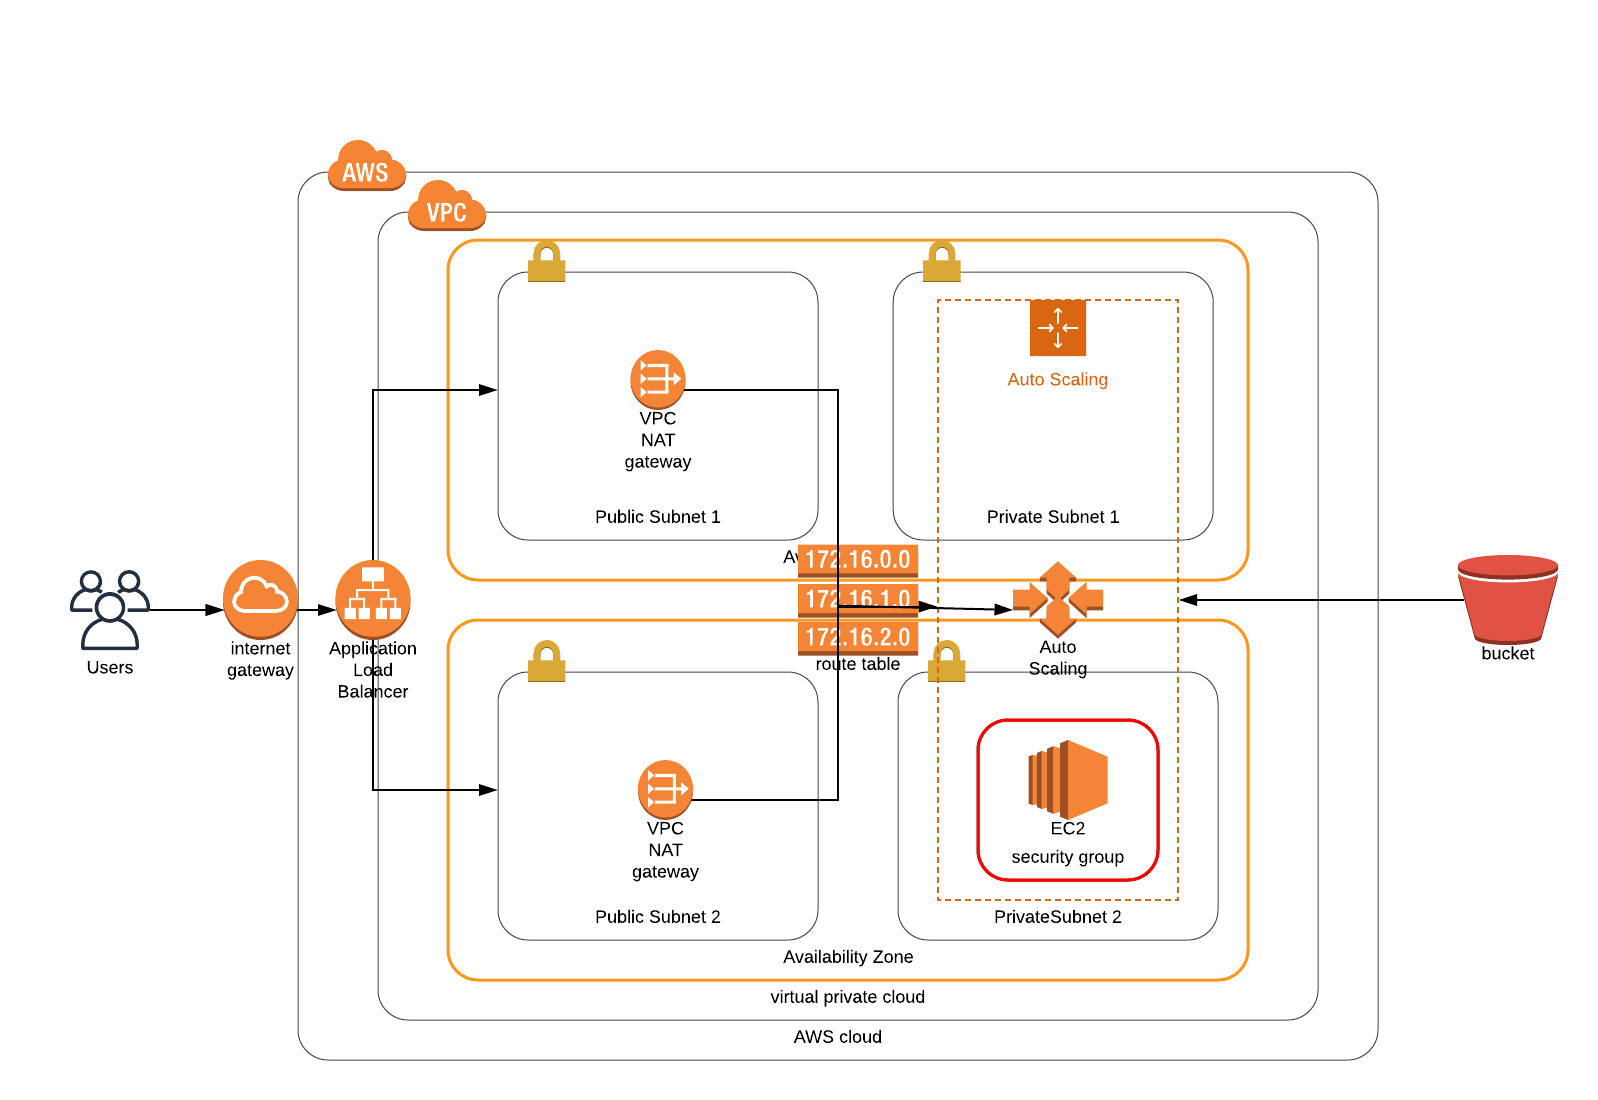 AWS
VPC
Auto Scaling
VPC
NAT
gateway
Public Subnet 1
Private Subnet 1
172.16.0.0
172.16.1.0
172.16.2.0
route table
Users
internet
gateway
Application
Load
Balancer
Auto
Scaling
bucket
VPC
NAT
gateway
EC2
security group
Public Subnet 2
PrivateSubnet 2
Availability Zone
virtual private cloud
AWS cloud